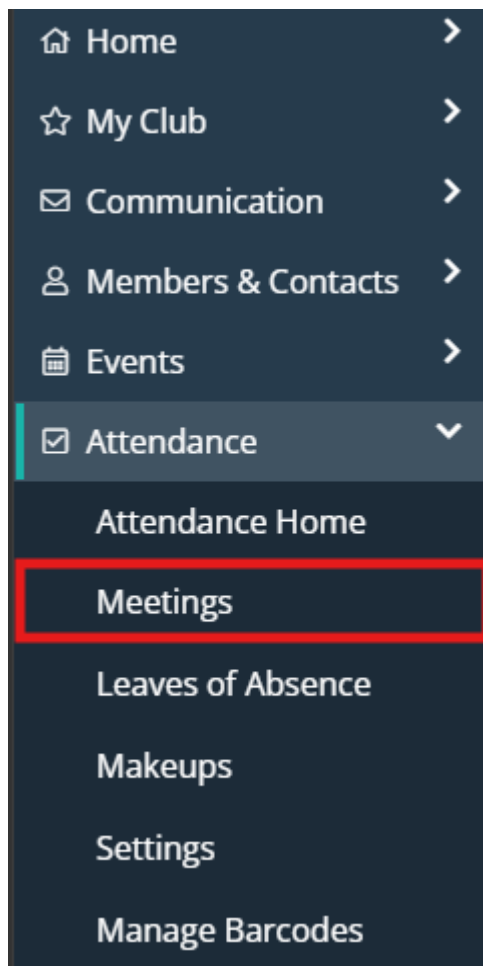 Home
My Club
Communication
Members & Contacts
Events
Attendance
Attendance Home
Meetings
Leaves of Absence
Makeups
Settings
Manage Barcodes